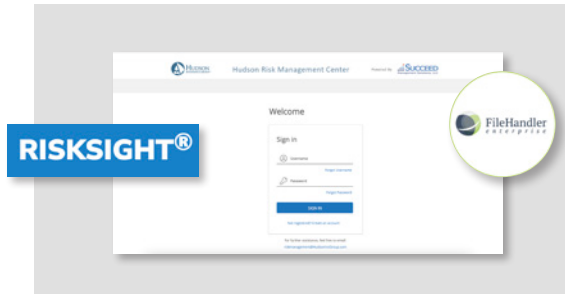 HUDSON
Hudson Risk Management Center
Powered By
SUCCEED
Welcome
Sign in
Username
Forgot Username
Password
Forgot Password
SIGN IN
RISKSIGHT®
FileHandler
enterprise